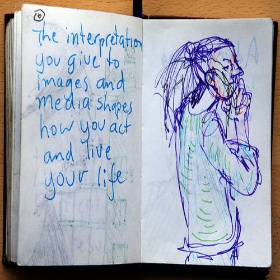 10
The interpretation
you give to
images and
media shapes
how you act
and live
your life